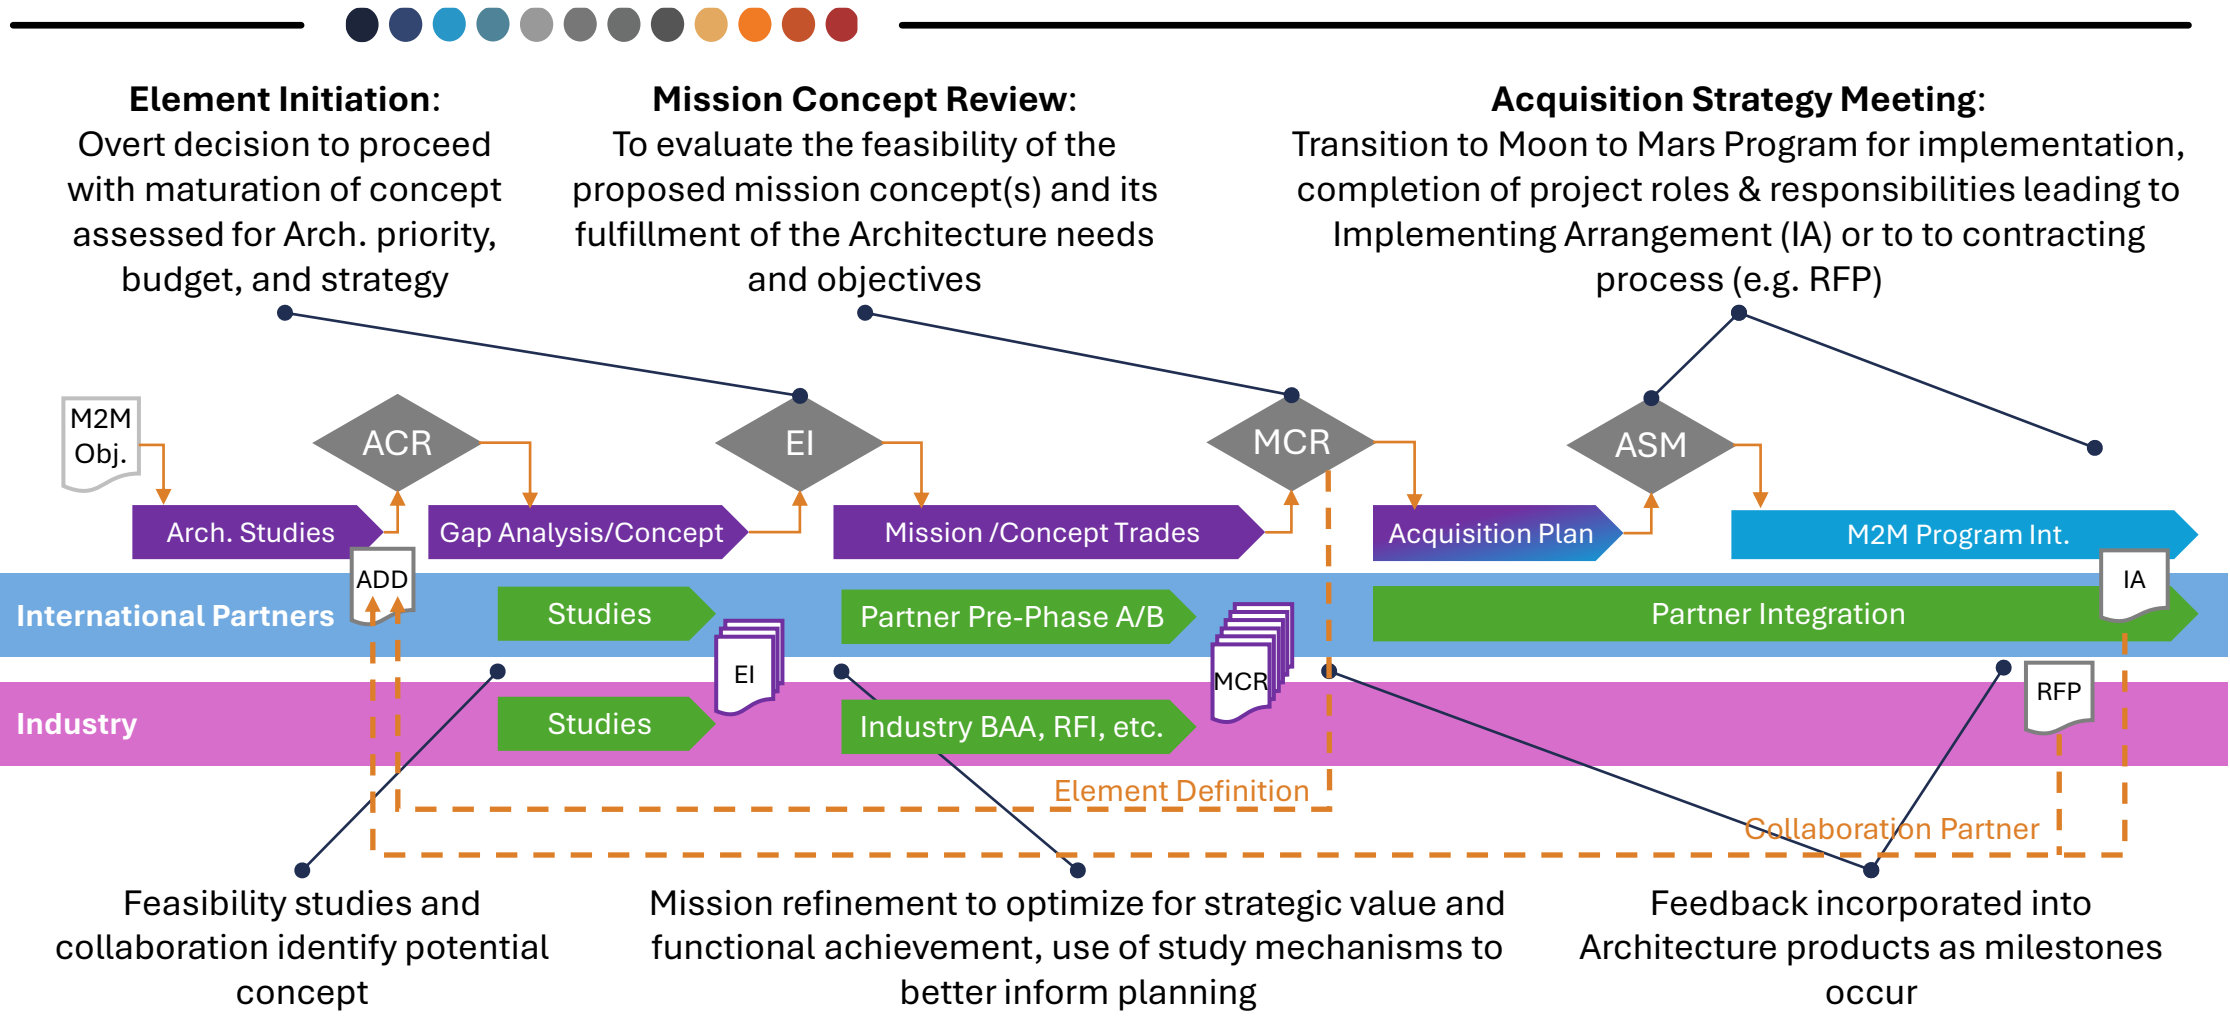 Element Initiation:
Overt decision to proceed
with maturation of concept
assessed for Arch. priority,
budget, and strategy
Mission Concept Review:
To evaluate the feasibility of the
proposed mission concept(s) and its
fulfillment of the Architecture needs
and objectives
Acquisition Strategy Meeting:
Transition to Moon to Mars Program for implementation,
completion of project roles & responsibilities leading to
Implementing Arrangement (IA) or to to contracting
process (e.g. RFP)
M2M
Obj.
ACR
EI
MCR
ASM
Arch. Studies
Gap Analysis/Concept
Mission /Concept Trades
Acquisition Plan
M2M Program Int.
ADD
IA
International Partners
Studies
Partner Pre-Phase A/B
Partner Integration
EI
MCR
RFP
Industry
Studies
Industry BAA, RFI, etc.
Element Definition
Collaboration Partner
Feasibility studies and
collaboration identify potential
concept
Mission refinement to optimize for strategic value and
functional achievement, use of study mechanisms to
better inform planning
Feedback incorporated into
Architecture products as milestones
occur